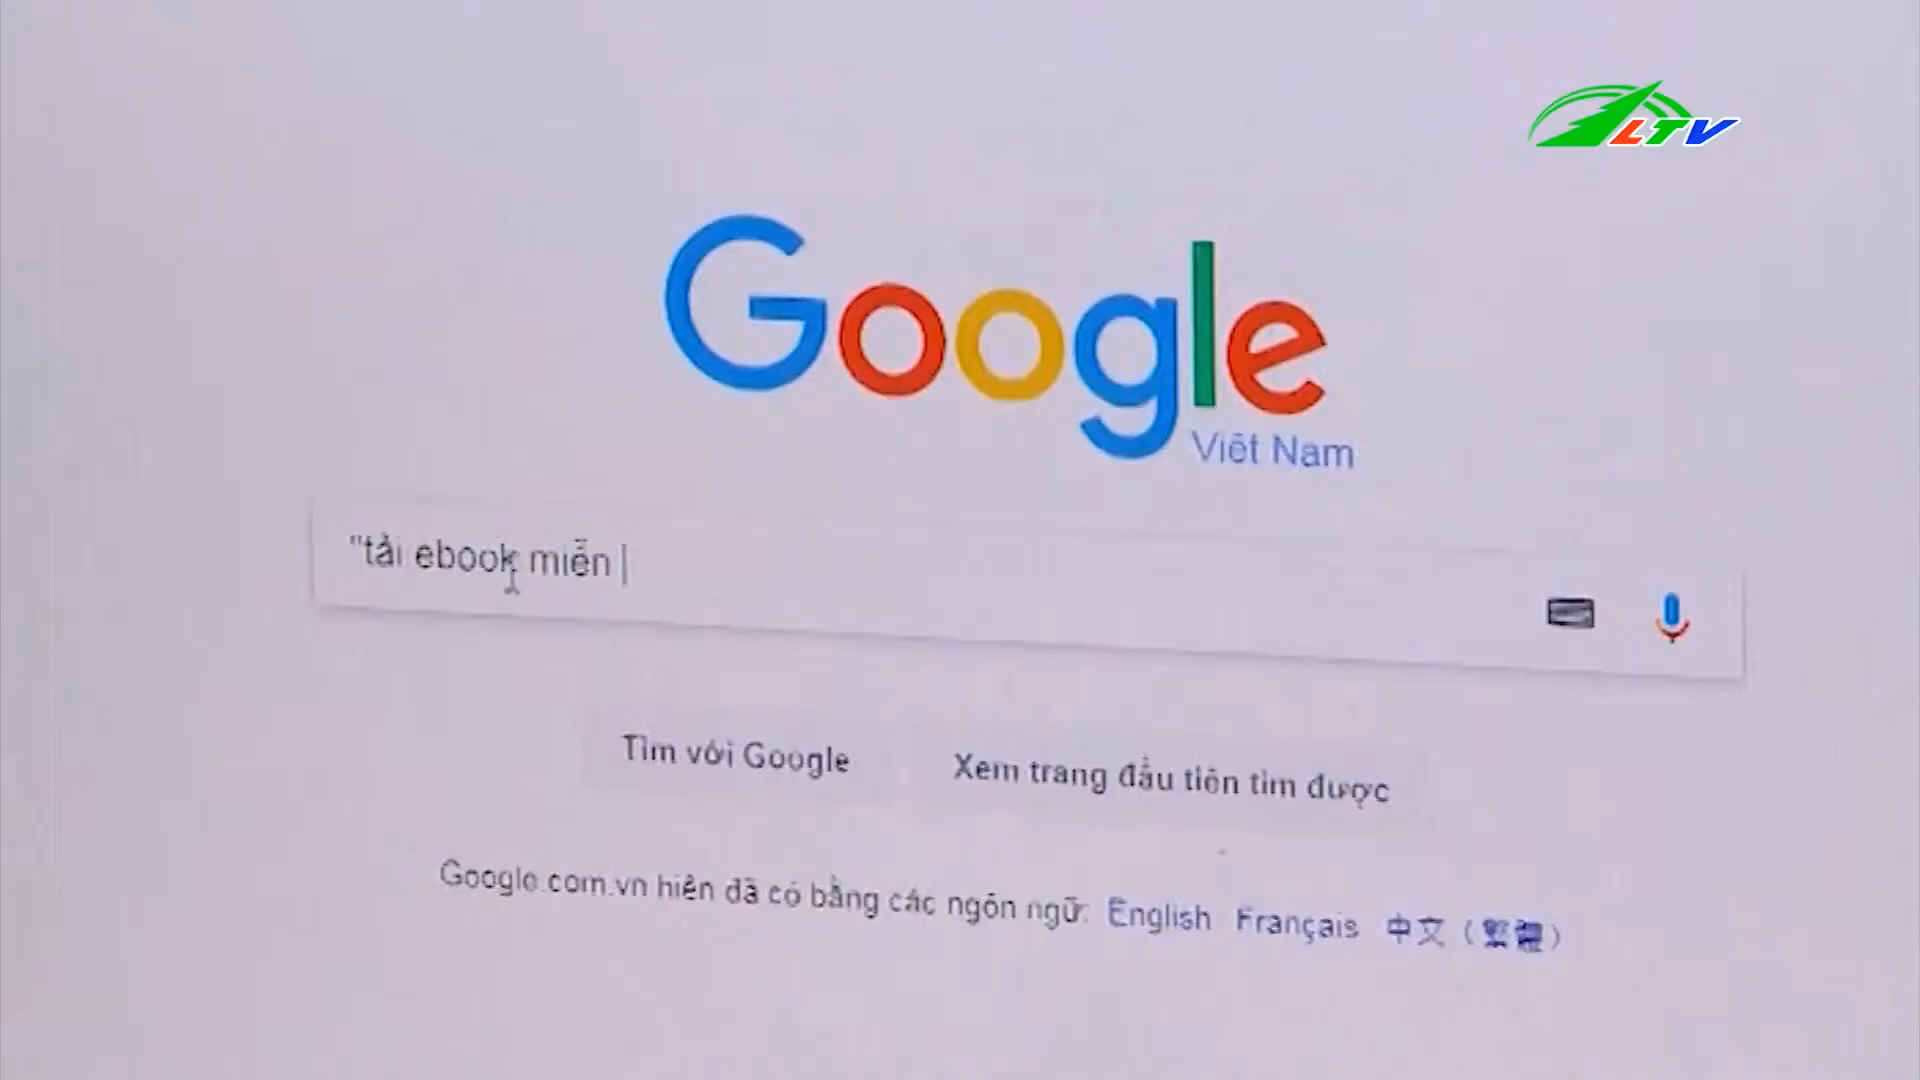 LTV
Google
Việt Nam
"tải ebook miễn
Tìm với Google
Xem trang đầu tiên tìm được
Google.com.vn hiện đã có bằng các ngôn ngữ: English Français 中文（繁體）